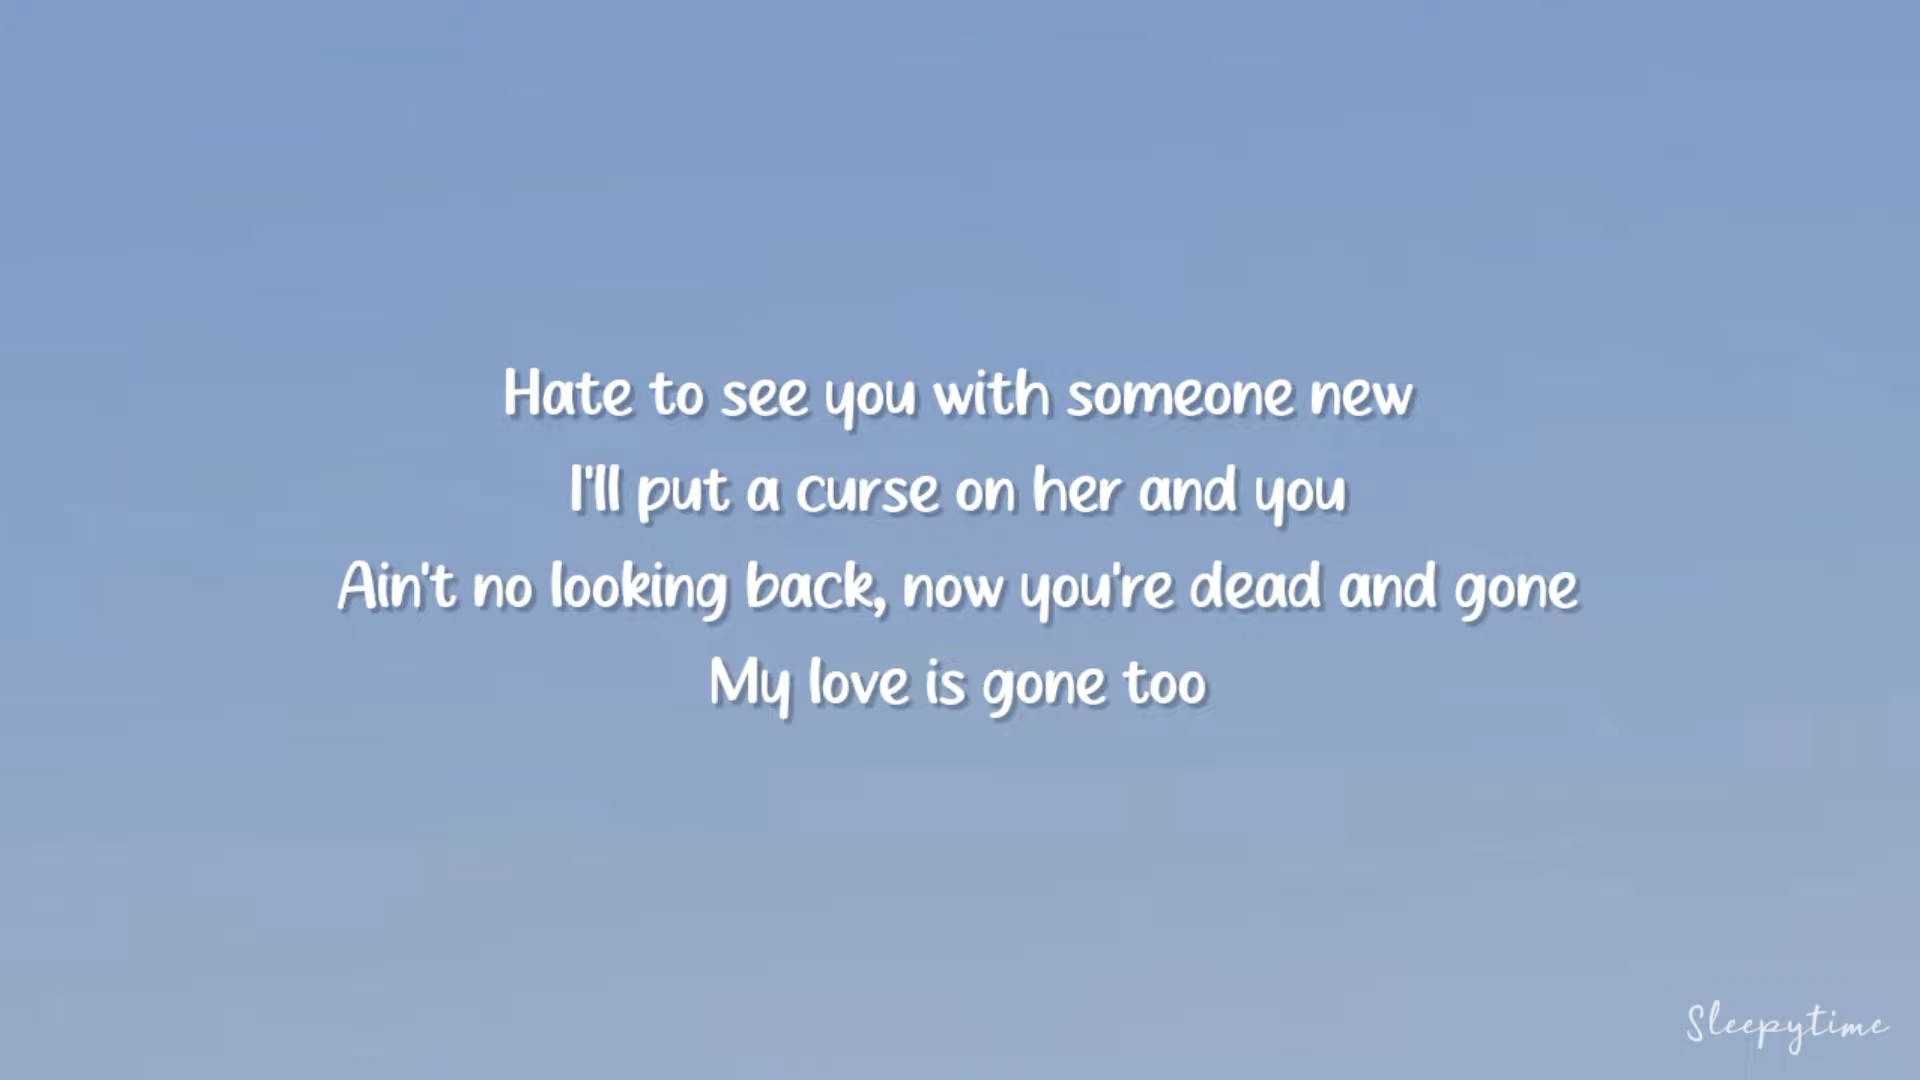 Hate to see you with someone new
I'll put a curse on her and you
Ain't no looking back, now you're dead and gone
My love is gone too
Sleepytime